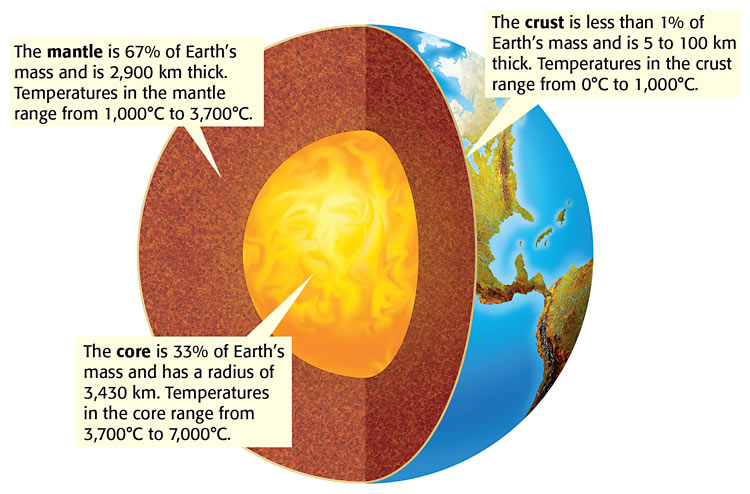 The mantle is 67% of Earth's
mass and is 2,900 km thick.
Temperatures in the mantle
range from 1,000°C to 3,700°C.
The crust is less than 1% of
Earth's mass and is 5 to 100 km
thick. Temperatures in the crust
range from 0°C to 1,000°C.
The core is 33% of Earth's
mass and has a radius of
3,430 km. Temperatures
in the core range from
3,700°C to 7,000°C.